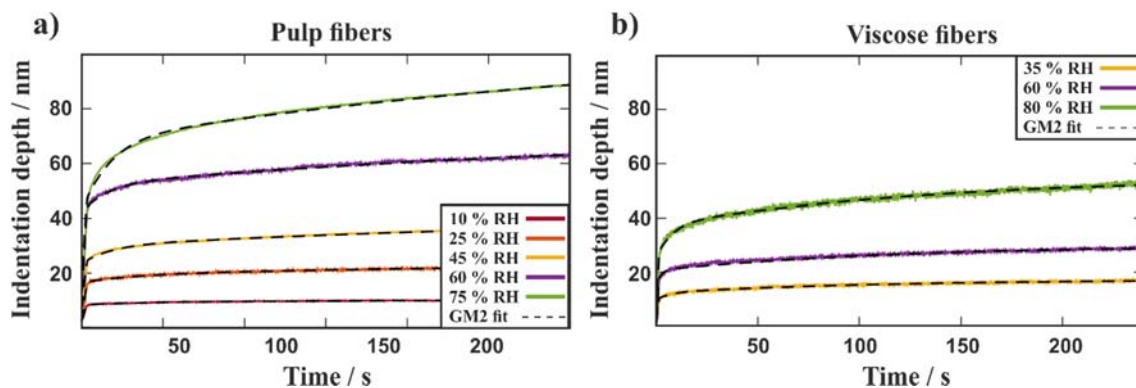 a)
Pulp fibers
Indentation depth / nm
80
60
40
20
10 % RH
25 % RH
45 % RH
60 % RH
75 % RH
GM2 fit
50
100
150
200
Time / s
b)
Viscose fibers
Indentation depth / nm
80
60
40
20
35 % RH
60 % RH
80 % RH
GM2 fit
50
100
150
200
Time / s